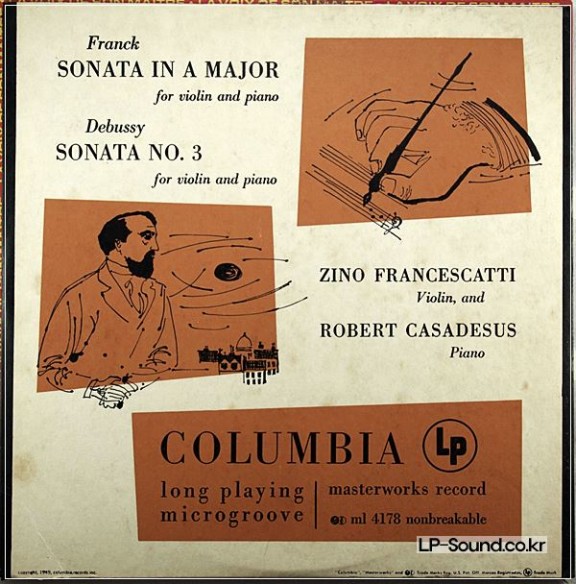 Franck
SONATA IN A MAJOR
for violin and piano
Debussy
SONATA NO. 3
for violin and piano
ZINO FRANCESCATTI
Violin, and
ROBERT CASADESUS
Piano
COLUMBIA Lp
long playing
microgroove
masterworks record
ml 4178 nonbreakable
LP-Sound.co.kr